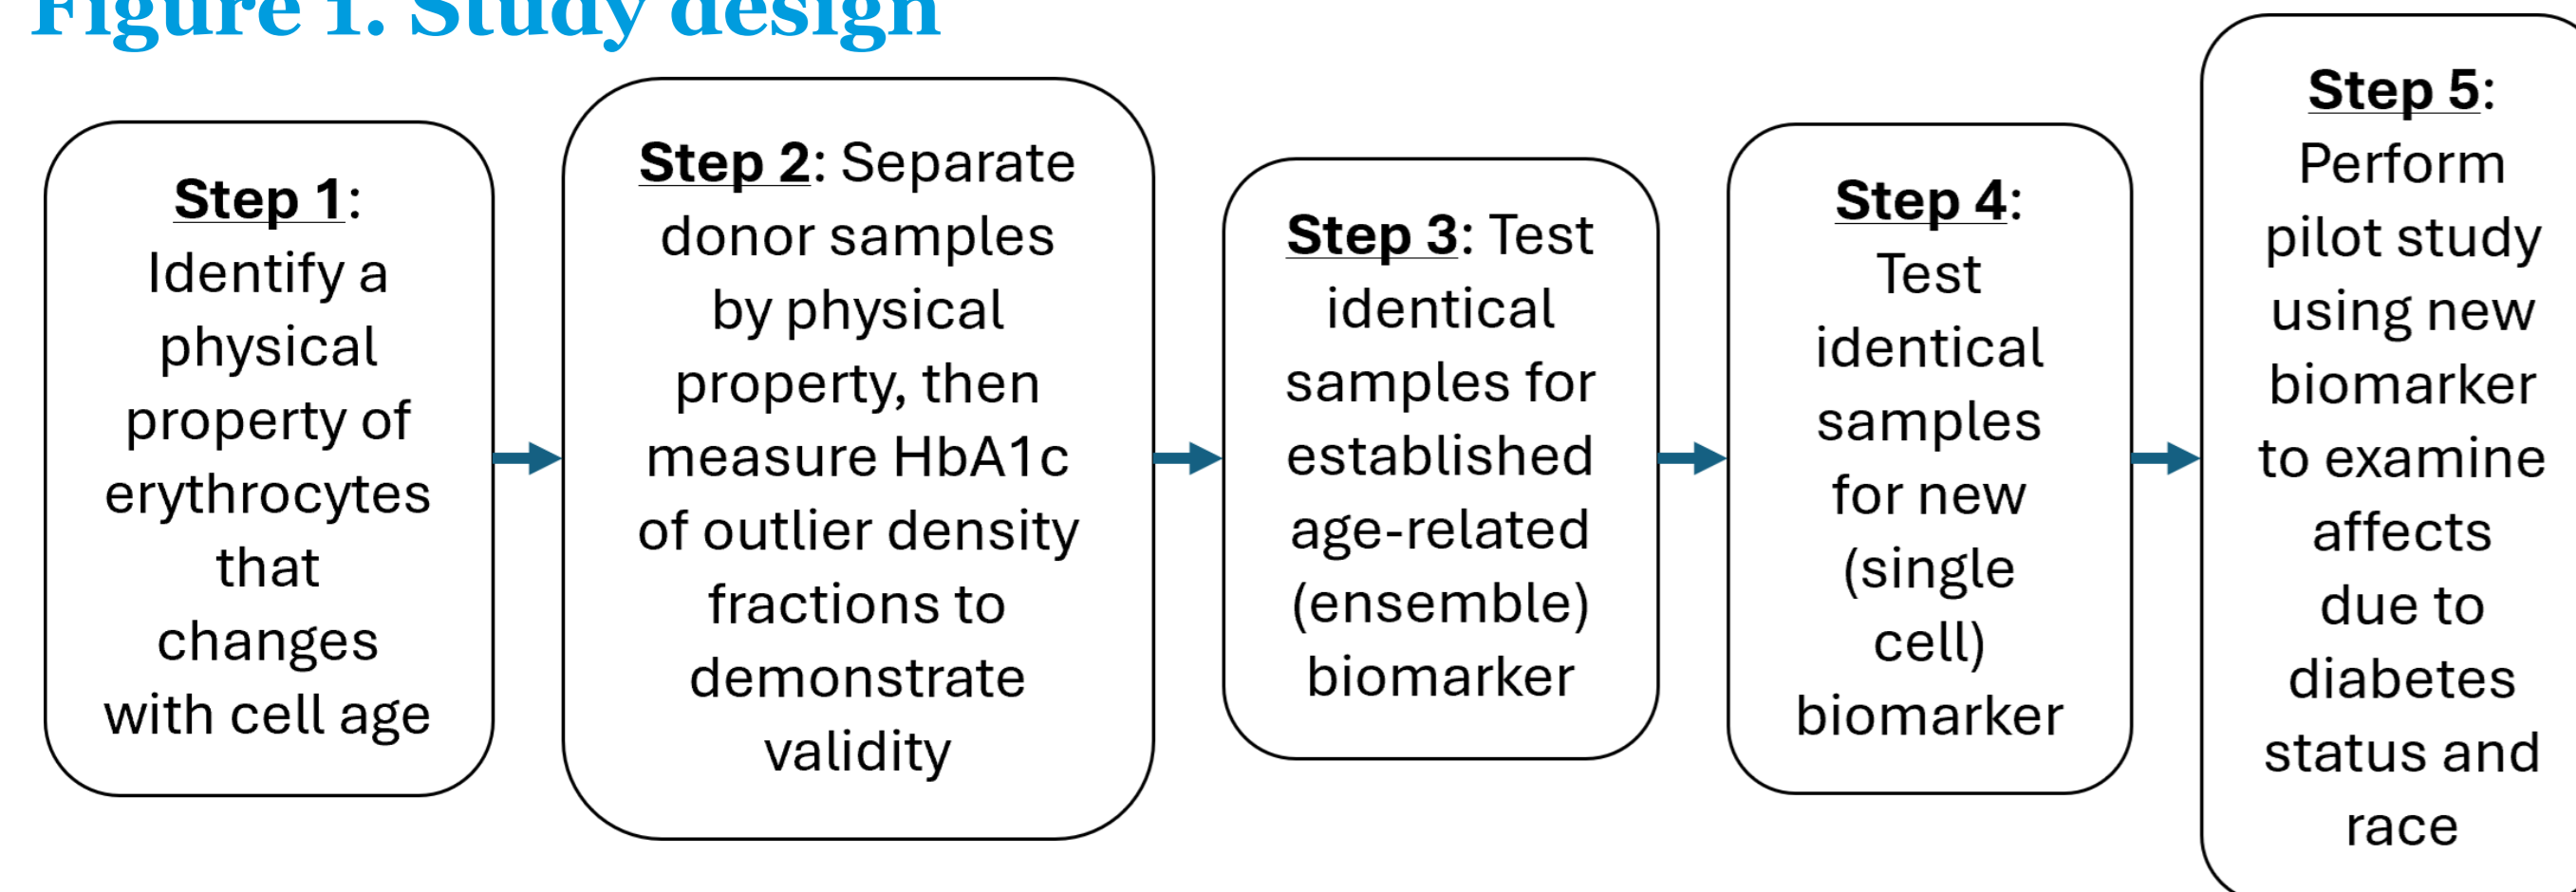 Figure 1. Study design
Step 1:
Identify a
physical
property of
erythrocytes
that
changes
with cell age
Step 2: Separate
donor samples
by physical
property, then
measure HbA1c
of outlier density
fractions to
demonstrate
validity
Step 3: Test
identical
samples for
established
age-related
(ensemble)
biomarker
Step 4:
Test
identical
samples
for new
(single
cell)
biomarker
Step 5:
Perform
pilot study
using new
biomarker
to examine
affects
due to
diabetes
status and
race